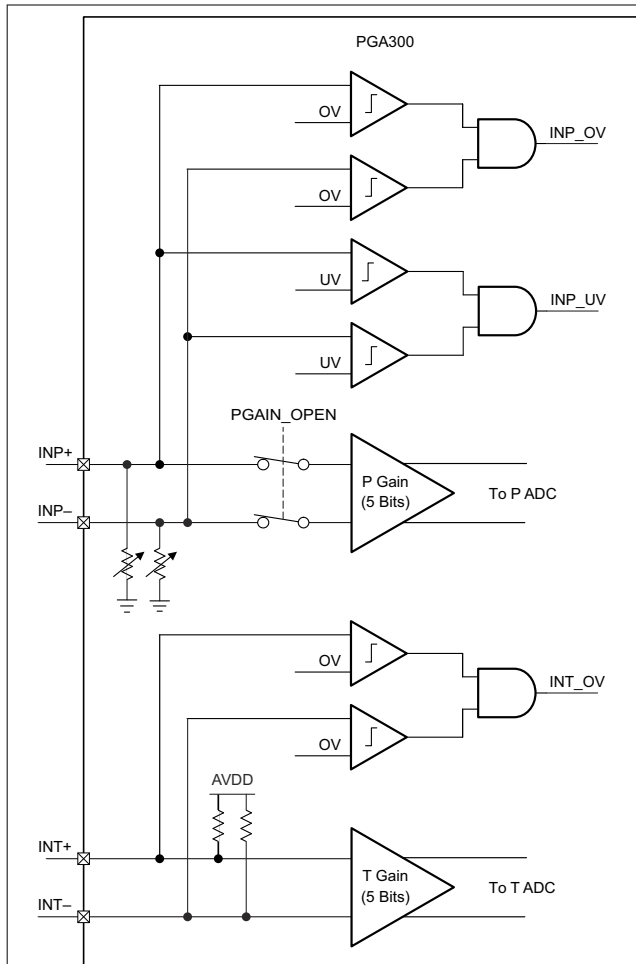 PGA300
OV
INP_OV
OV
UV
INP_UV
UV
PGAIN_OPEN
INP+
P Gain
(5 Bits)
To P ADC
INP–
OV
INT_OV
OV
AVDD
INT+
T Gain
(5 Bits)
To T ADC
INT–